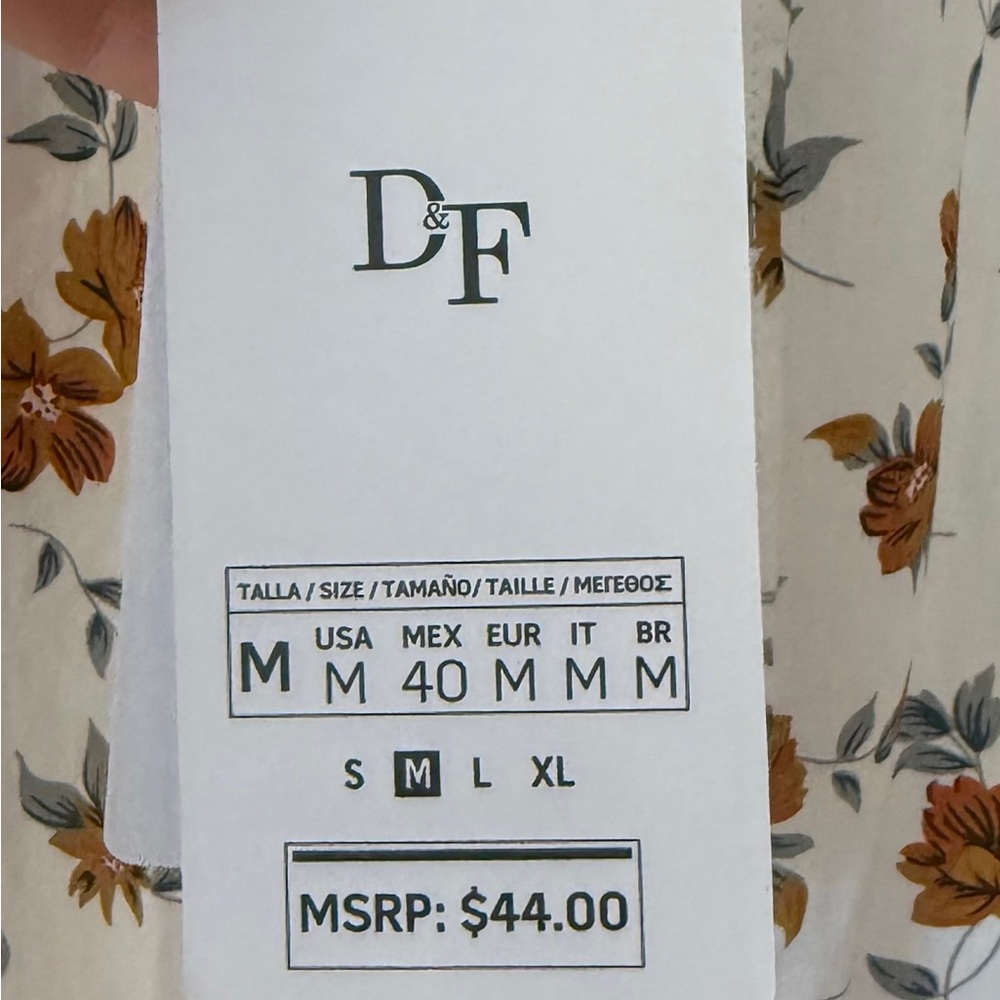 D&F
TALLA / SIZE / TAMAÑO/ TAILLE / ΜΕΓΕΘΟΣ
M
USA MEX EUR IT BR
M 40 M M M
S M L XL
MSRP: $44.00